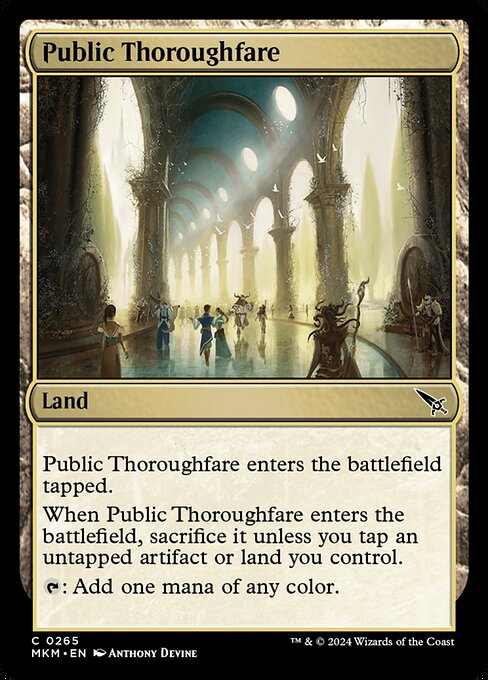 Public Thoroughfare
Land
Public Thoroughfare enters the battlefield
tapped.
When Public Thoroughfare enters the
battlefield, sacrifice it unless you tap an
untapped artifact or land you control.
: Add one mana of any color.
C 0265
MKM • EN Anthony Devine
™ & © 2024 Wizards of the Coast